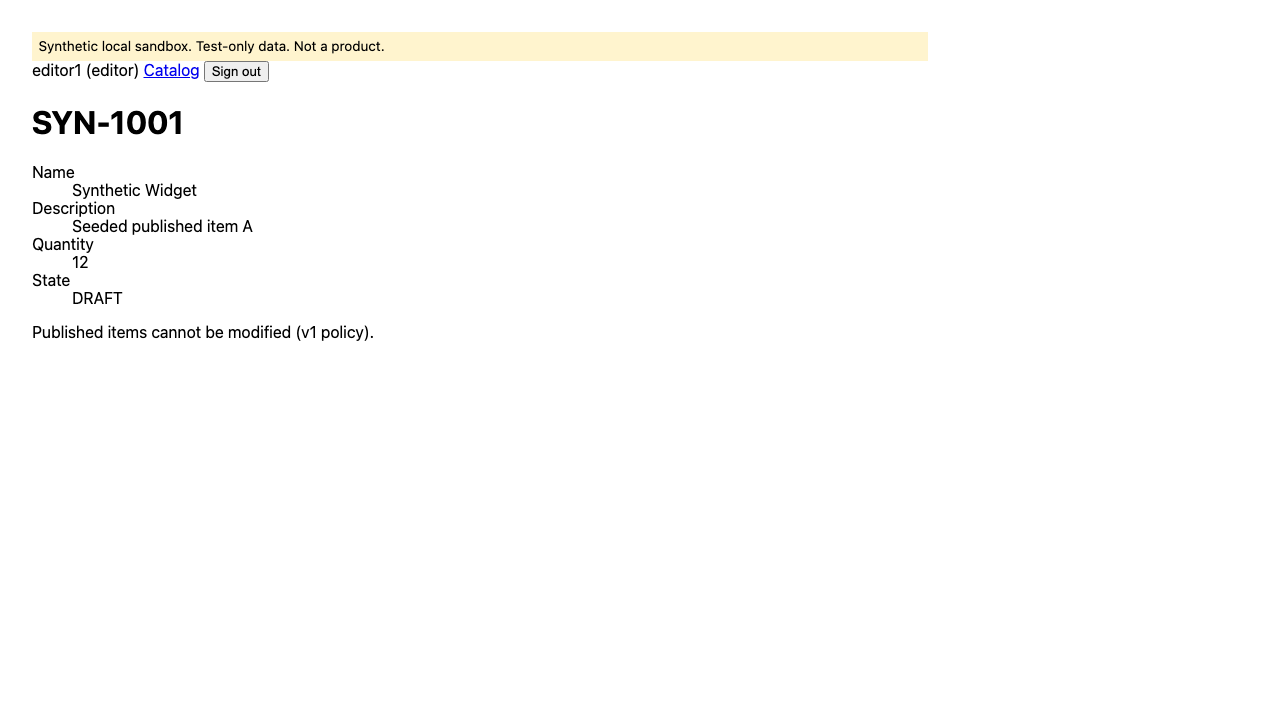 Synthetic local sandbox. Test-only data. Not a product.
editor1 (editor) Catalog Sign out
SYN-1001
Name
Synthetic Widget
Description
Seeded published item A
Quantity
12
State
DRAFT
Published items cannot be modified (v1 policy).